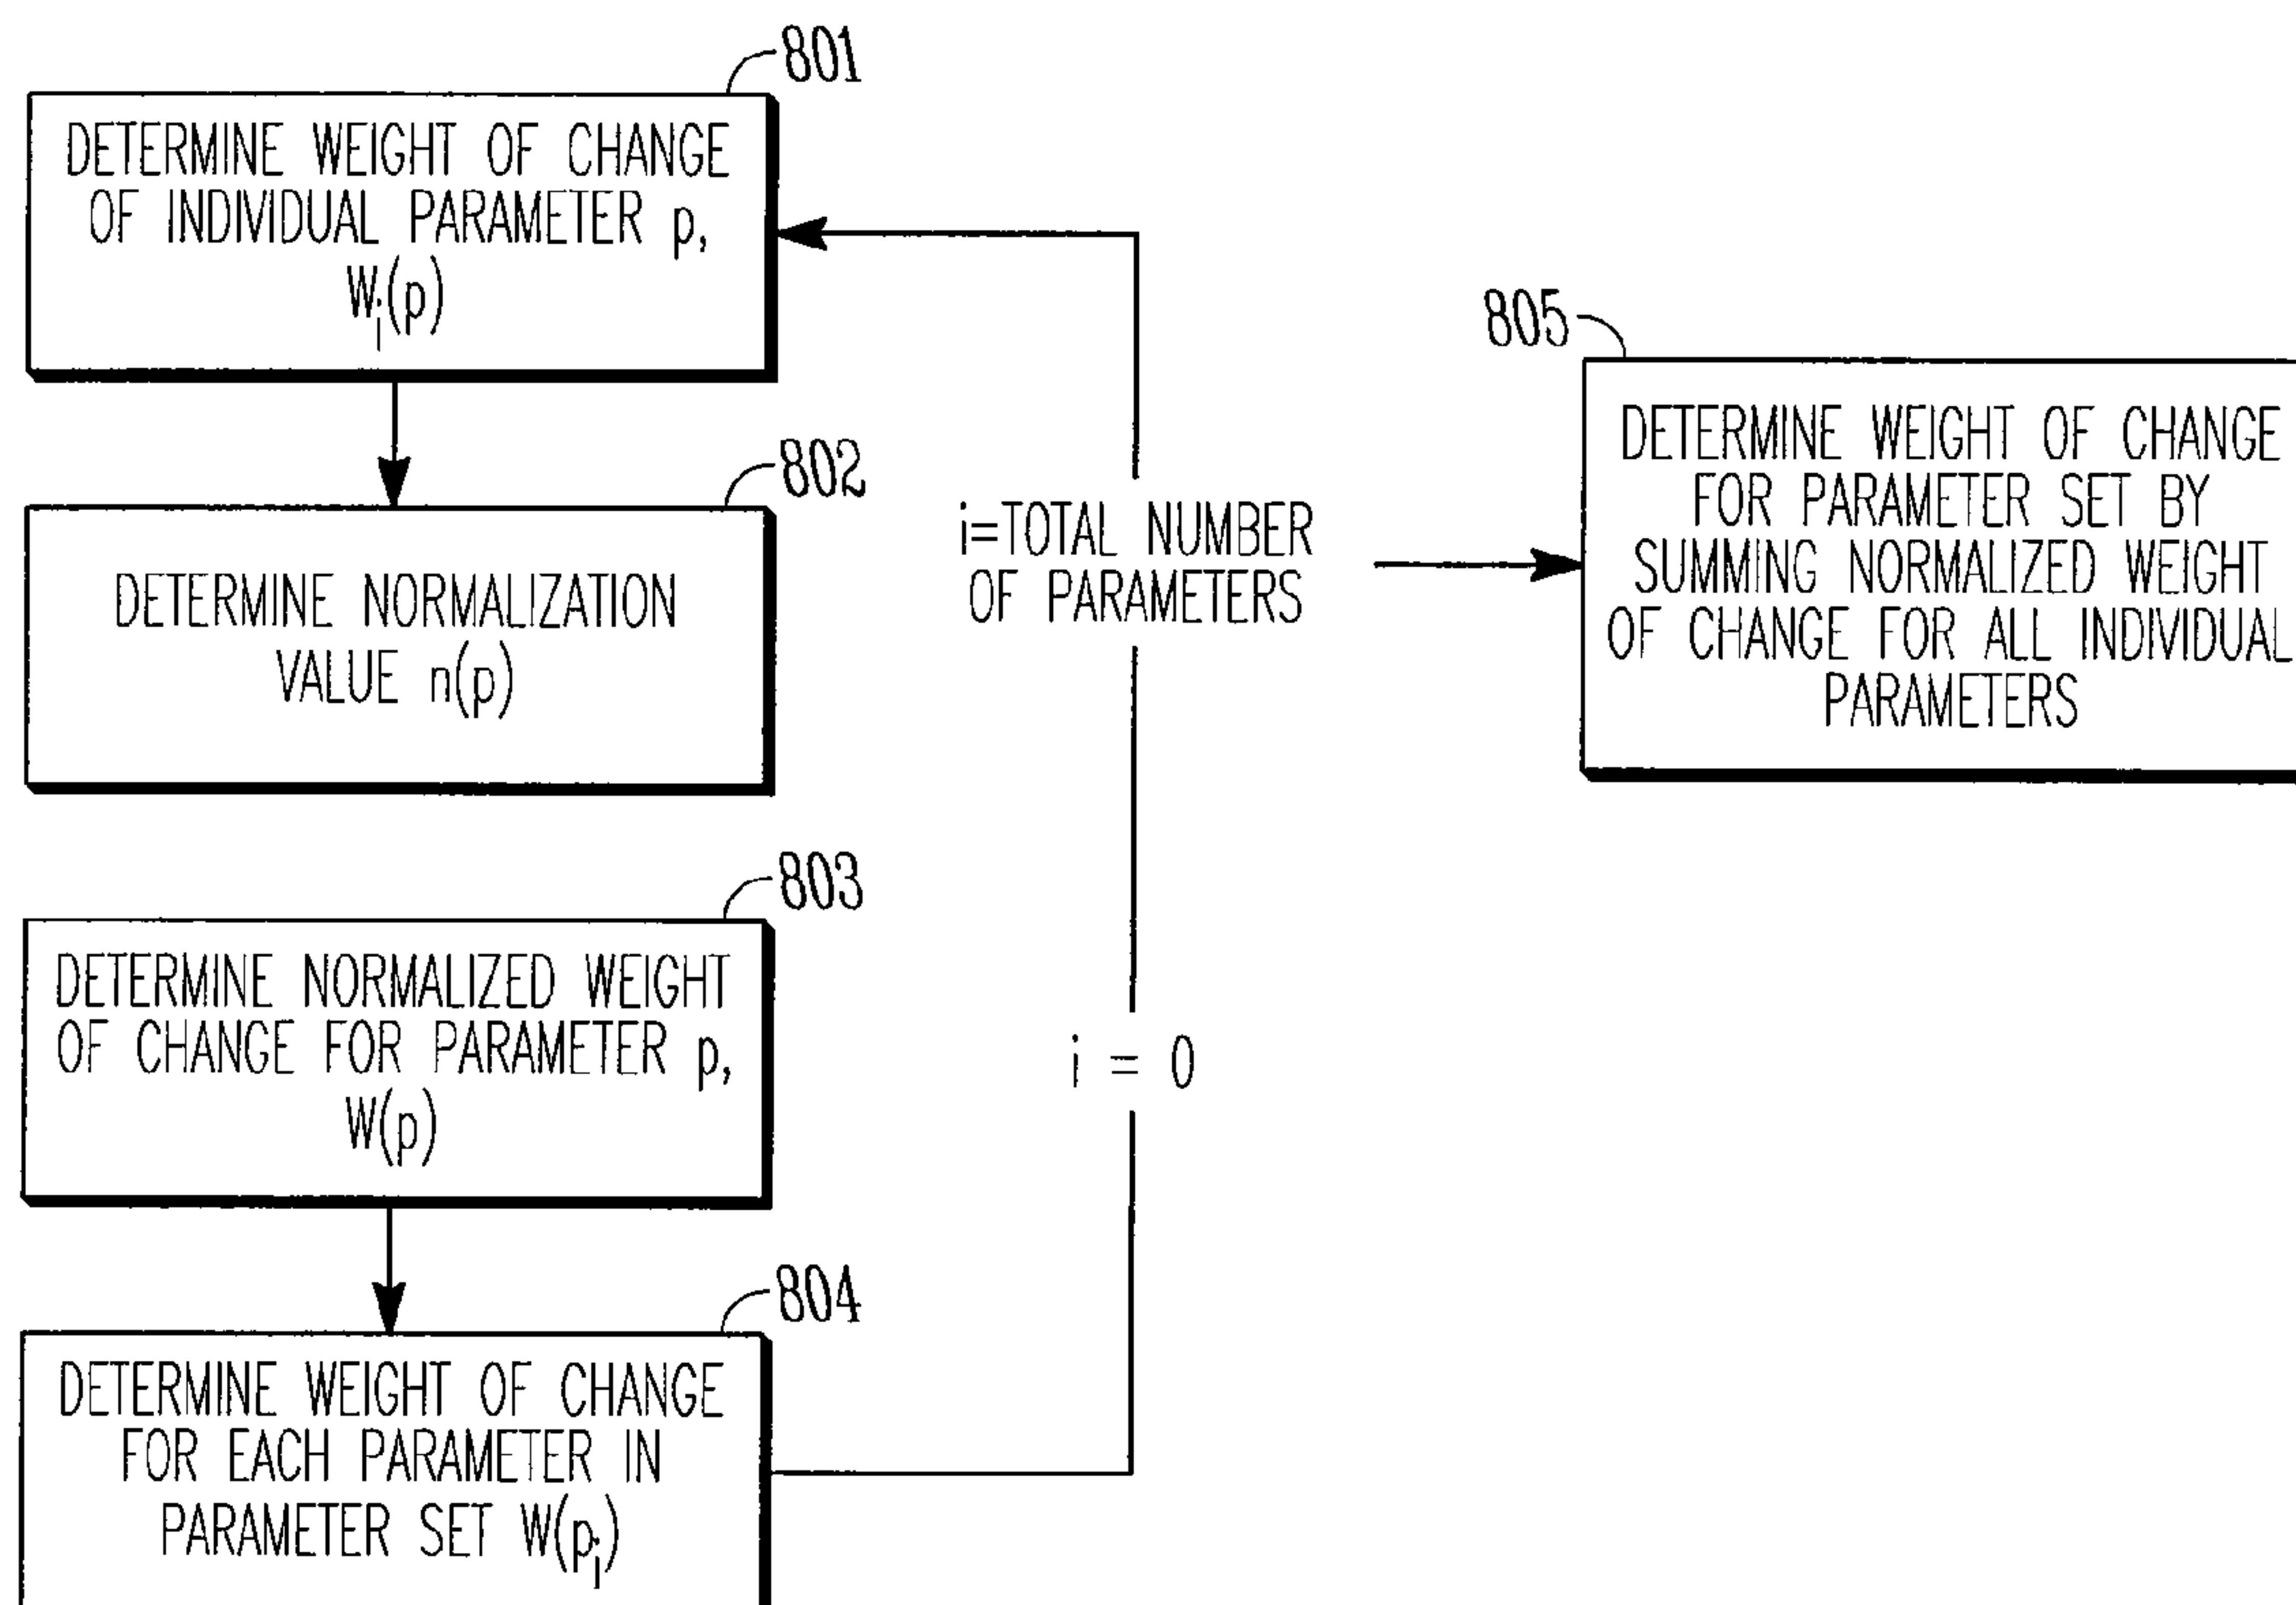 801
DETERMINE WEIGHT OF CHANGE
OF INDIVIDUAL PARAMETER p,
Wi(p)
802
DETERMINE NORMALIZATION
VALUE n(p)
803
DETERMINE NORMALIZED WEIGHT
OF CHANGE FOR PARAMETER p,
W(p)
804
DETERMINE WEIGHT OF CHANGE
FOR EACH PARAMETER IN
PARAMETER SET W(pi)
i=TOTAL NUMBER
OF PARAMETERS
i = 0
805
DETERMINE WEIGHT OF CHANGE
FOR PARAMETER SET BY
SUMMING NORMALIZED WEIGHT
OF CHANGE FOR ALL INDIVIDUAL
PARAMETERS